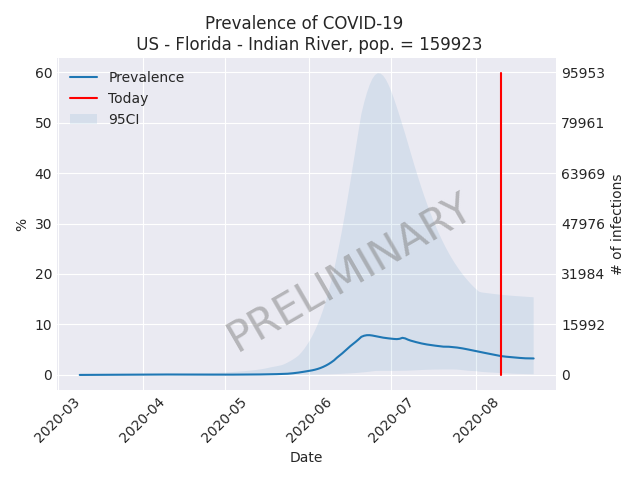 Prevalence of COVID-19
US - Florida - Indian River, pop. = 159923
Prevalence
Today
95CI
60
50
40
30
20
10
0
%
95953
79961
63969
47976
31984
15992
0
# of infections
PRELIMINARY
2020-03
2020-04
2020-05
2020-06
2020-07
2020-08
Date